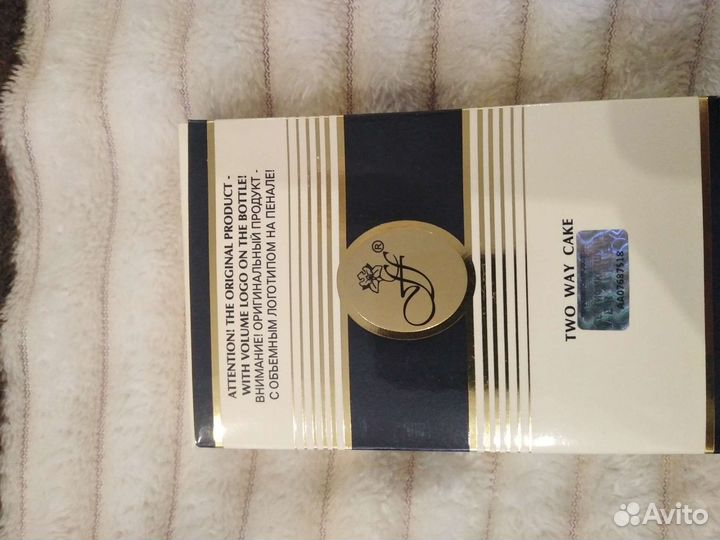 ATTENTION! THE ORIGINAL PRODUCT -
WITH VOLUME LOGO ON THE BOTTLE!
ВНИМАНИЕ! ОРИГИНАЛЬНЫЙ ПРОДУКТ -
С ОБЪЕМНЫМ ЛОГОТИПОМ НА ПЕНАЛЕ!
®
TWO WAY CAKE
AA07687518
Avito